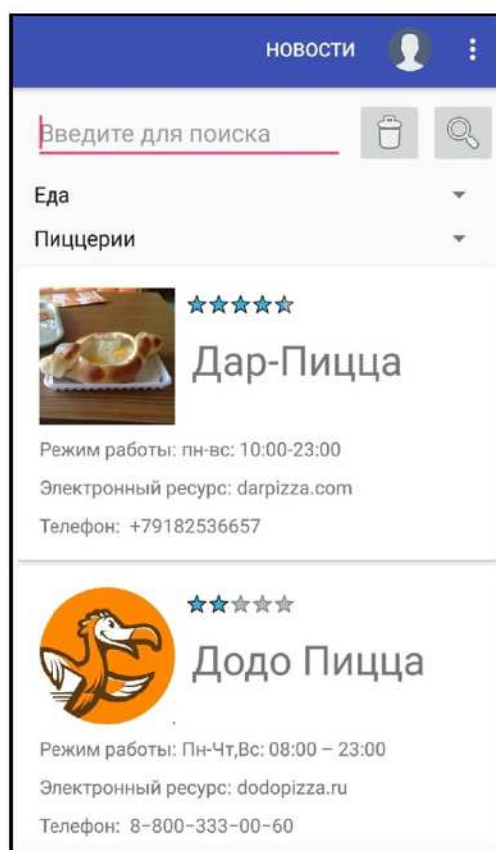 НОВОСТИ
Введите для поиска
Еда
Пиццерии
Дар-Пицца
Режим работы: пн-вс: 10:00-23:00
Электронный ресурс: darpizza.com
Телефон: +79182536657
Додо Пицца
Режим работы: Пн-Чт,Вс: 08:00 – 23:00
Электронный ресурс: dodopizza.ru
Телефон: 8-800-333-00-60